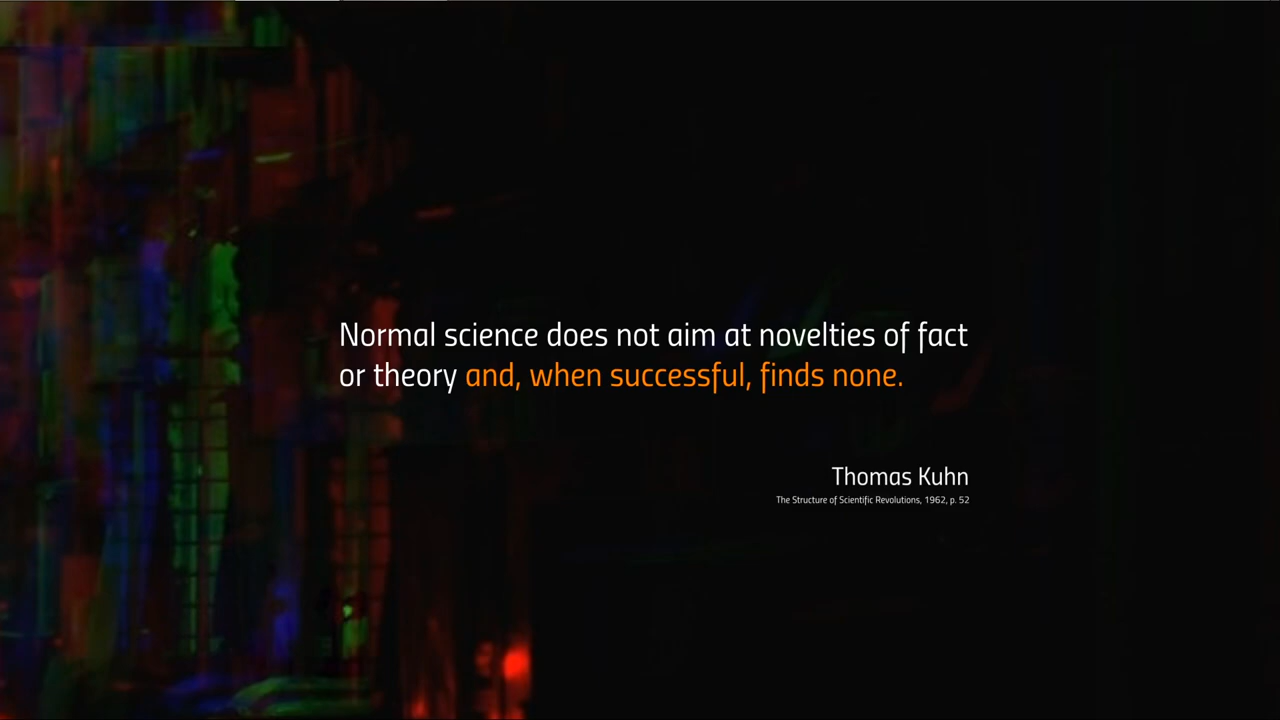 Normal science does not aim at novelties of fact
or theory and, when successful, finds none.
Thomas Kuhn
The Structure of Scientific Revolutions, 1962, p. 52